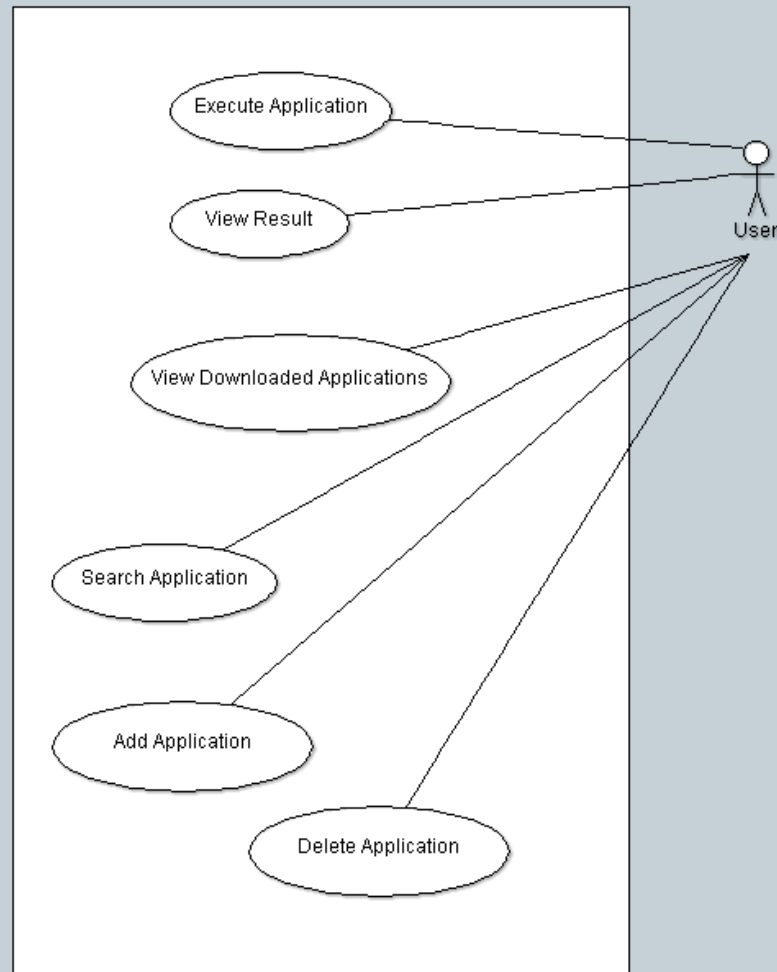 Execute Application
View Result
User
View Downloaded Applications
Search Application
Add Application
Delete Application